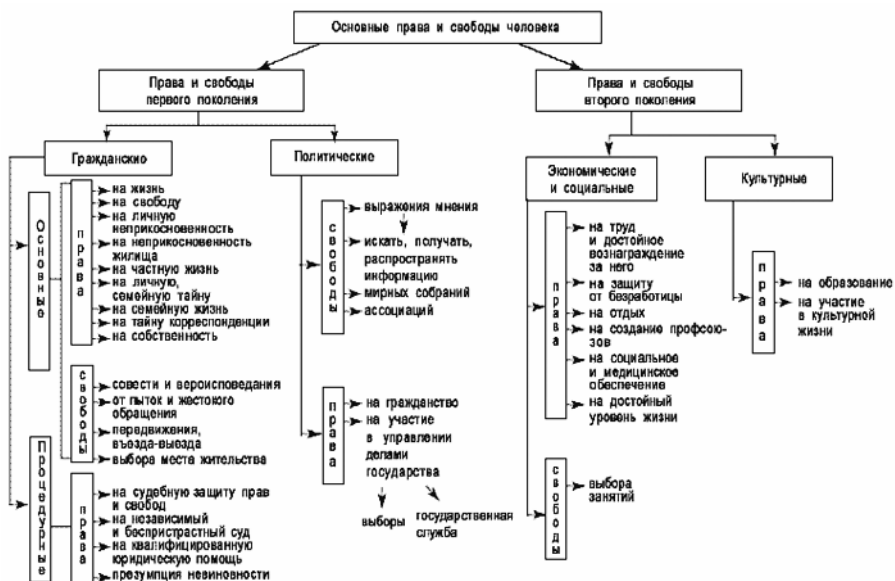 Основные права и свободы человека
Права и свободы
первого поколения
Права и свободы
второго поколения
Гражданские
Политические
Экономические
и социальные
Культурные
Основные
права
на жизнь
на свободу
на личную
неприкосновенность
на неприкосновенность
жилища
на частную жизнь
на личную,
семейную тайну
на семейную жизнь
на тайну корреспонденции
на собственность
свободы
совести и вероисповедания
от пыток и жестокого
обращения
передвижения,
въезда-выезда
выбора места жительства
Процедурные
права
на судебную защиту прав
и свобод
на независимый
и беспристрастный суд
на квалифицированную
юридическую помощь
презумпция невиновности
свободы
выражения мнения
искать, получать,
распространять
информацию
мирных собраний
ассоциаций
права
на гражданство
на участие
в управлении
делами
государства
выборы
государственная
служба
права
на труд
и достойное
вознаграждение
за него
на защиту
от безработицы
на отдых
на создание профсою-
зов
на социальное
и медицинское
обеспечение
на достойный
уровень жизни
свободы
выбора
занятий
права
на образование
на участие
в культурной
жизни